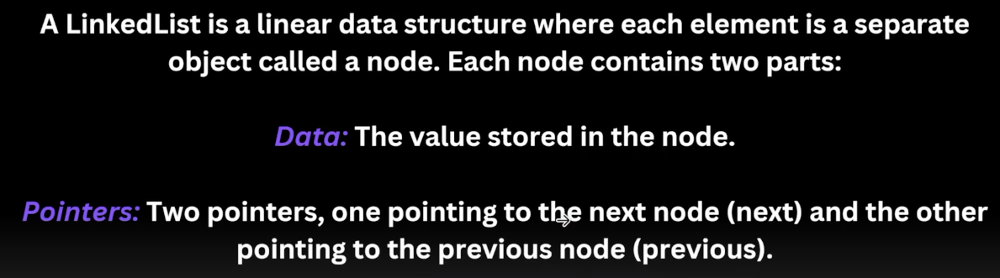 A LinkedList is a linear data structure where each element is a separate
object called a node. Each node contains two parts:
Data: The value stored in the node.
Pointers: Two pointers, one pointing to the next node (next) and the other
pointing to the previous node (previous).